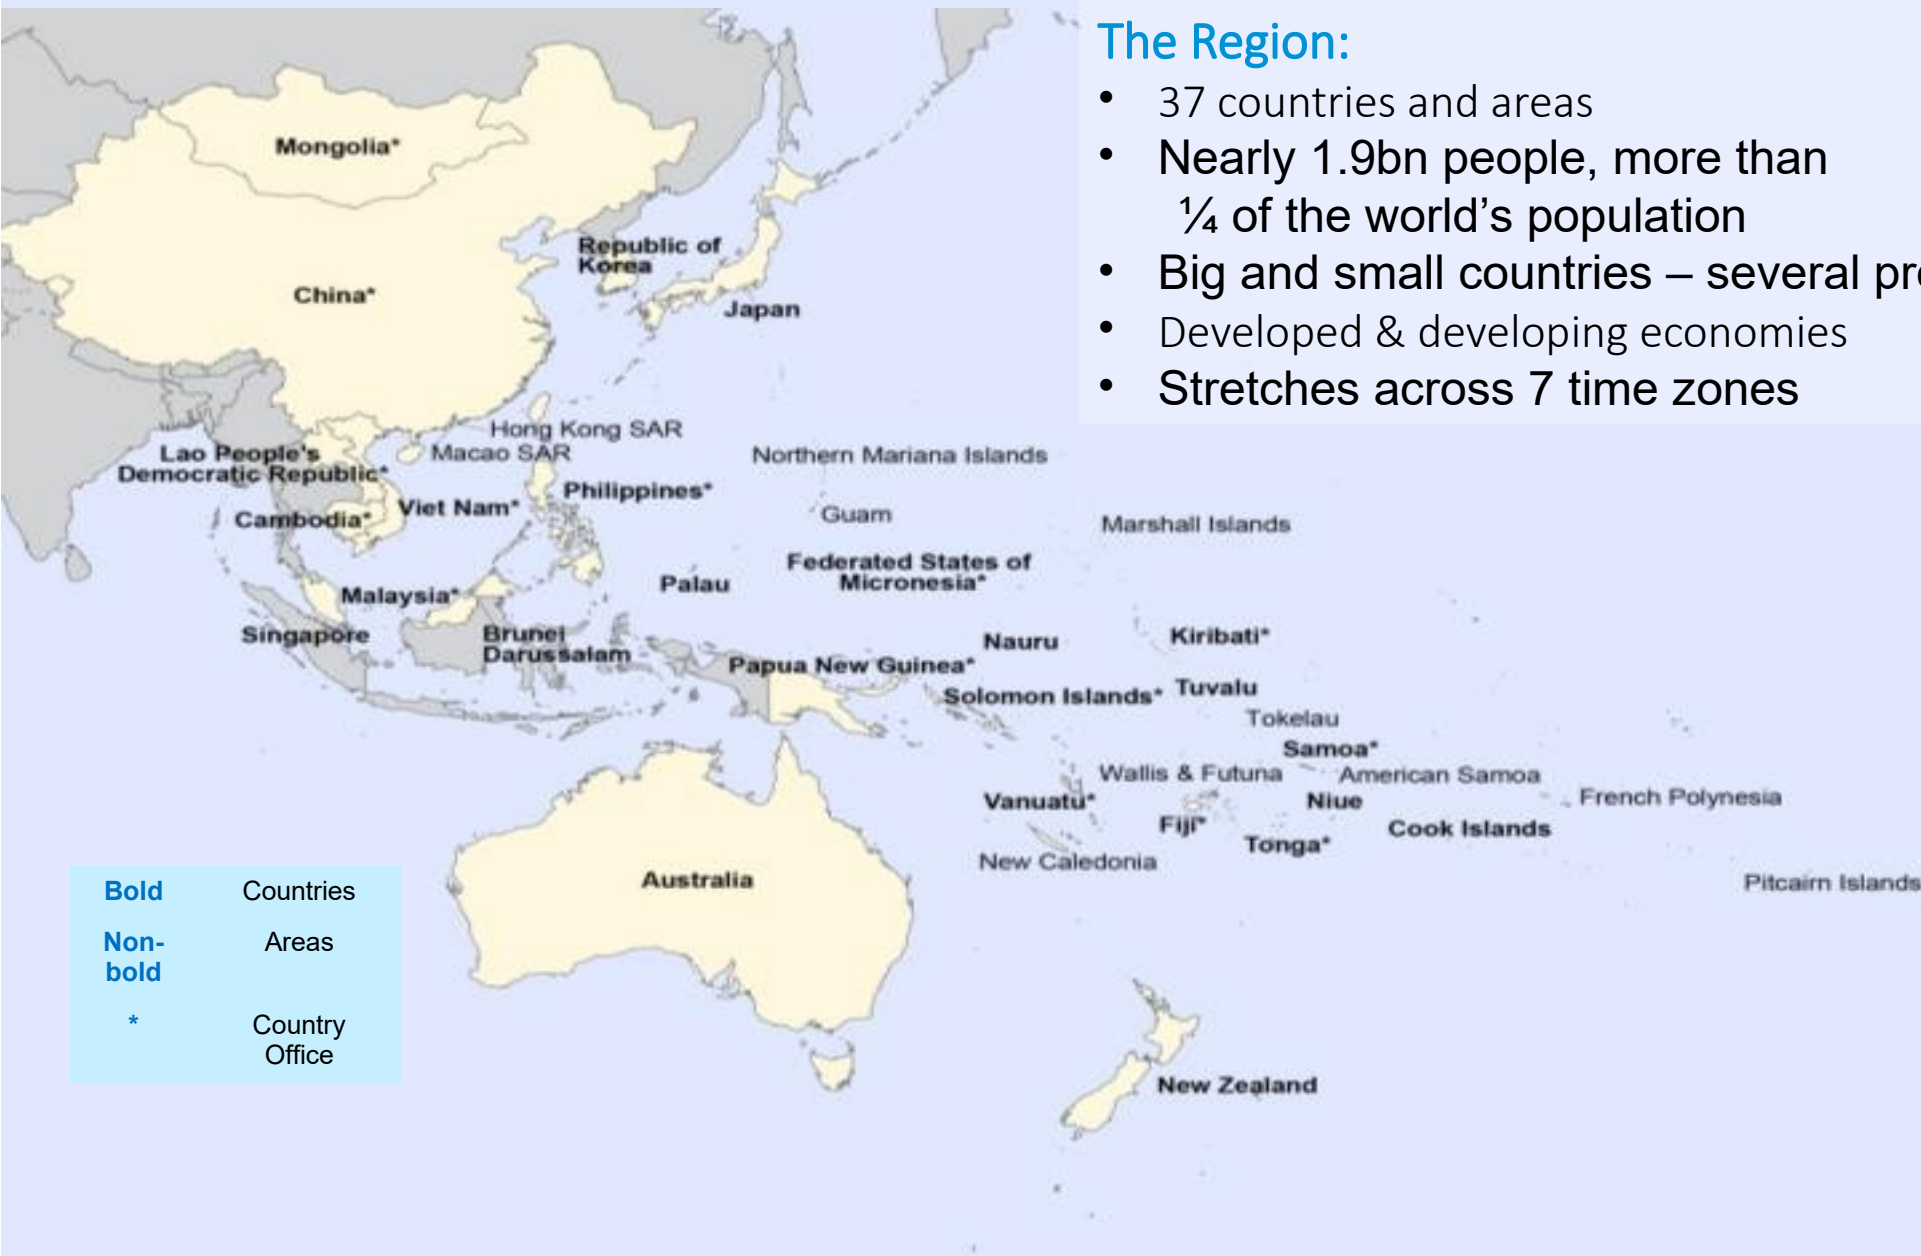 The Region:
• 37 countries and areas
• Nearly 1.9bn people, more than
¼ of the world’s population
• Big and small countries – several pr
• Developed & developing economies
• Stretches across 7 time zones
Mongolia*
Republic of
Korea
China*
Japan
Hong Kong SAR
Macao SAR
Lao People's
Democratic Republic*
Northern Mariana Islands
Philippines*
Viet Nam*
Cambodia*
Guam
Marshall Islands
Federated States of
Micronesia*
Palau
Malaysia*
Singapore
Brunei
Darussalam
Nauru
Kiribati*
Papua New Guinea*
Solomon Islands*
Tuvalu
Tokelau
Samoa*
Wallis & Futuna
American Samoa
Vanuatu*
Niue
French Polynesia
Fiji*
Cook Islands
Tonga*
New Caledonia
Australia
Pitcairn Islands
Bold Countries
Non-
bold
Areas
* Country
Office
New Zealand